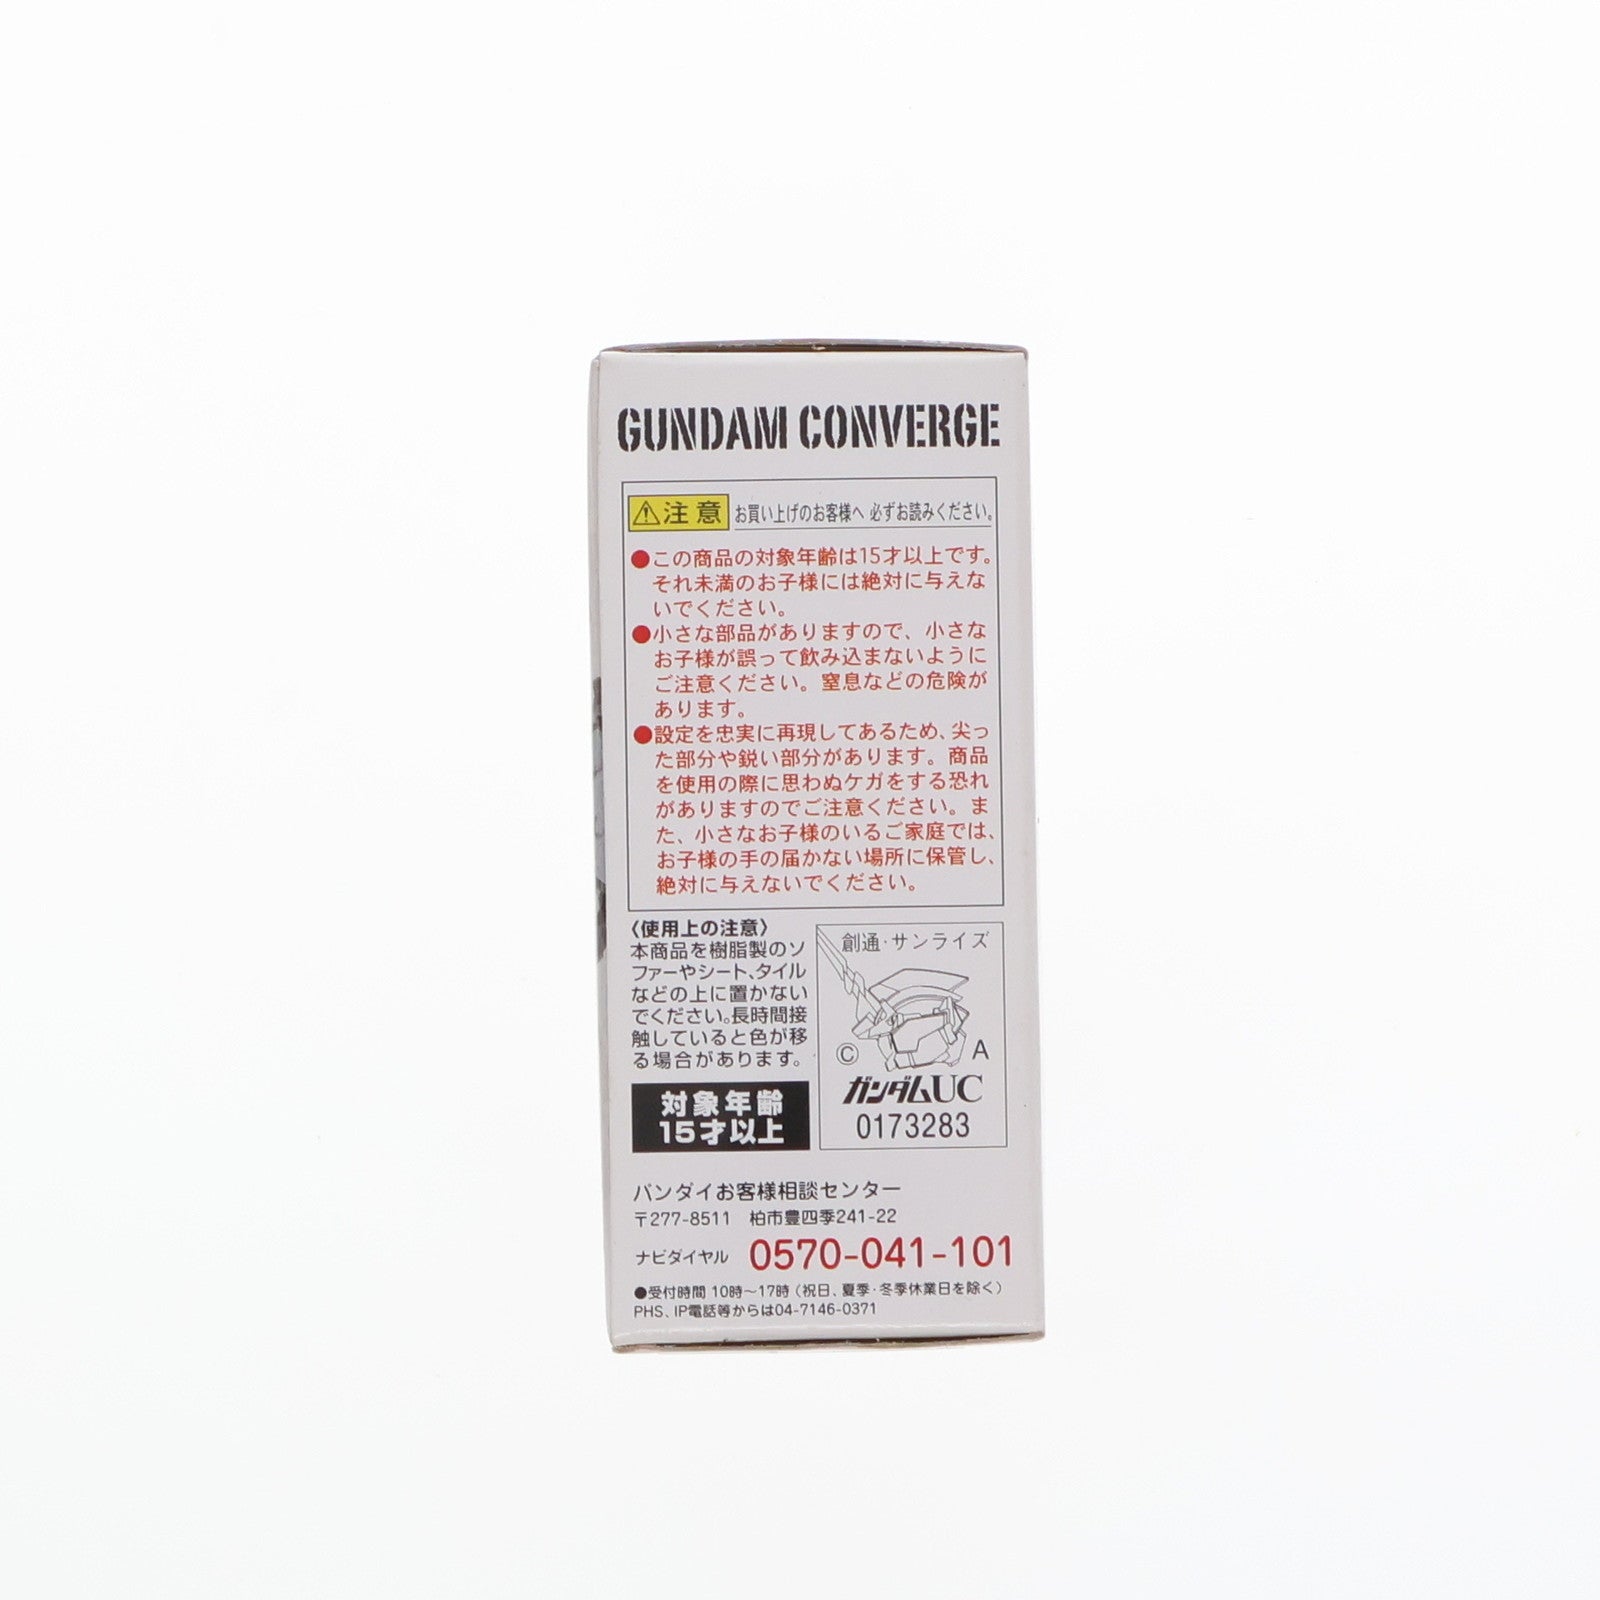 GUNDAM CONVERGE
⚠注意 お買い上げのお客様へ 必ずお読みください。
●この商品の対象年齢は15才以上です。
それ未満のお子様には絶対に与えな
いでください。
●小さな部品がありますので、小さな
お子様が誤って飲み込まないように
ご注意ください。窒息などの危険が
あります。
●設定を忠実に再現してあるため、尖っ
た部分や鋭い部分があります。商品
を使用の際に思わぬケガをする恐れ
がありますのでご注意ください。ま
た、小さなお子様のいるご家庭では、
お子様の手の届かない場所に保管し、
絶対に与えないでください。
〈使用上の注意〉
本商品を樹脂製のソ
ファーやシート、タイル
などの上に置かない
でください。長時間接
触していると色が移
る場合があります。
対象年齢
15才以上
創通・サンライズ
© A
ガンダムUC
0173283
バンダイお客様相談センター
〒277-8511 柏市豊四季241-22
ナビダイヤル 0570-041-101
●受付時間 10時〜17時（祝日、夏季・冬季休業日を除く）
PHS、IP電話等からは04-7146-0371